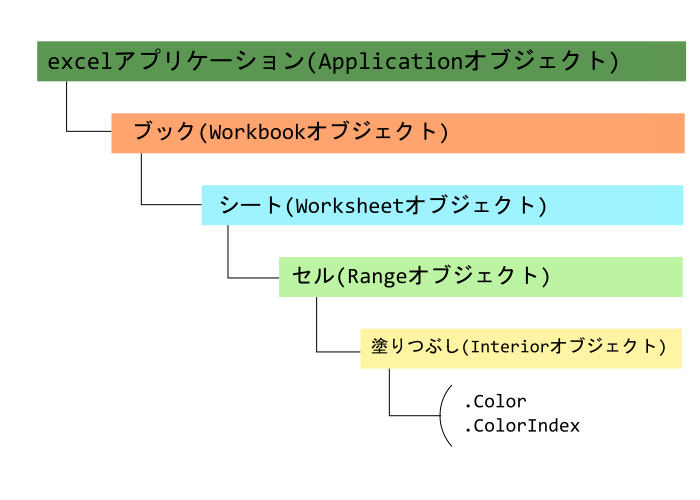 excelアプリケーション(Applicationオブジェクト)
ブック(Workbookオブジェクト)
シート(Worksheetオブジェクト)
セル(Rangeオブジェクト)
塗りつぶし(Interiorオブジェクト)
.Color
.ColorIndex